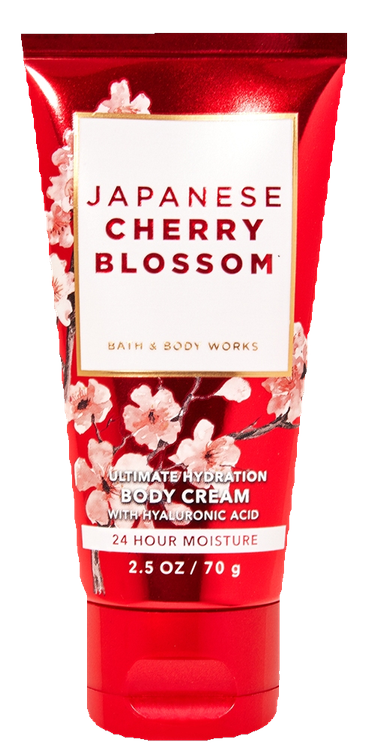 JAPANESE
CHERRY
BLOSSOM
BATH & BODY WORKS
ULTIMATE HYDRATION
BODY CREAM
WITH HYALURONIC ACID
24 HOUR MOISTURE
2.5 OZ / 70 g